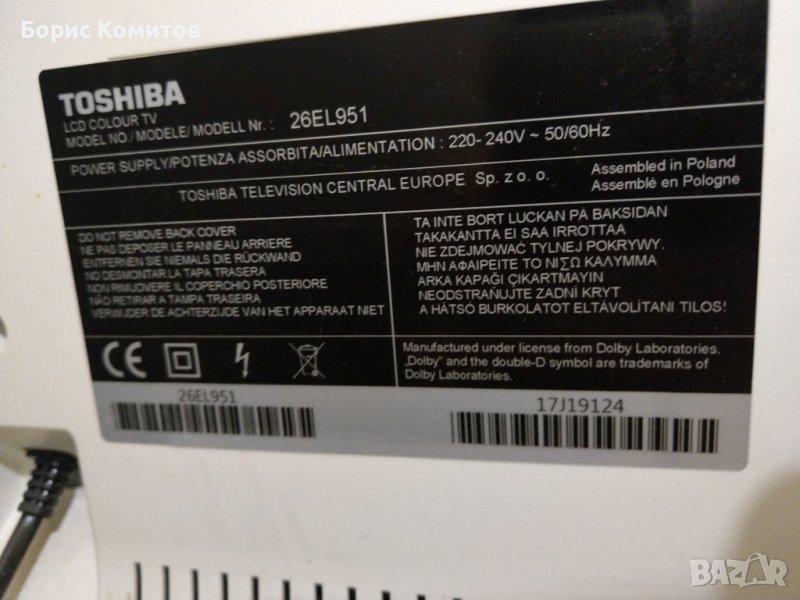 Борис Комитов
TOSHIBA
LCD COLOUR TV
MODEL NO./MODELE/MODELL Nr.: 26EL951
POWER SUPPLY/POTENZA ASSORBITA/ALIMENTATION : 220- 240V ~ 50/60Hz
TOSHIBA TELEVISION CENTRAL EUROPE Sp. z o. o.
Assembled in Poland
Assemblé en Pologne
DO NOT REMOVE BACK COVER
NE PAS DEPOSER LE PANNEAU ARRIERE
ENTFERNEN SIE NIEMALS DIE RÜCKWAND
NO DESMONTAR LA TAPA TRASERA
NON RIMUOVERE IL COPERCHIO POSTERIORE
NÃO RETIRAR A TAMPA TRASEIRA
VERWIJDER DE ACHTERZIJDE VAN HET APPARAAT NIET
TA INTE BORT LUCKAN PA BAKSIDAN
TAKAKANTTA EI SAA IRROTTAA
NIE ZDEJMOWAĆ TYLNEJ POKRYWY.
MHN AΦAIPEITE TO ΝΙΣΩ ΚΑΛΥΜΜΑ
ARKA KAPAĞI ÇIKARTMAYIN
NEODSTRAŇUJTE ZADNÍ KRYT
A HÁTSÓ BURKOLATOT ELTÁVOLÍTANI TILOS!
CE
Manufactured under license from Dolby Laboratories.
„Dolby" and the double-D symbol are trademarks of
Dolby Laboratories.
26EL951
17J19124
BAZAR